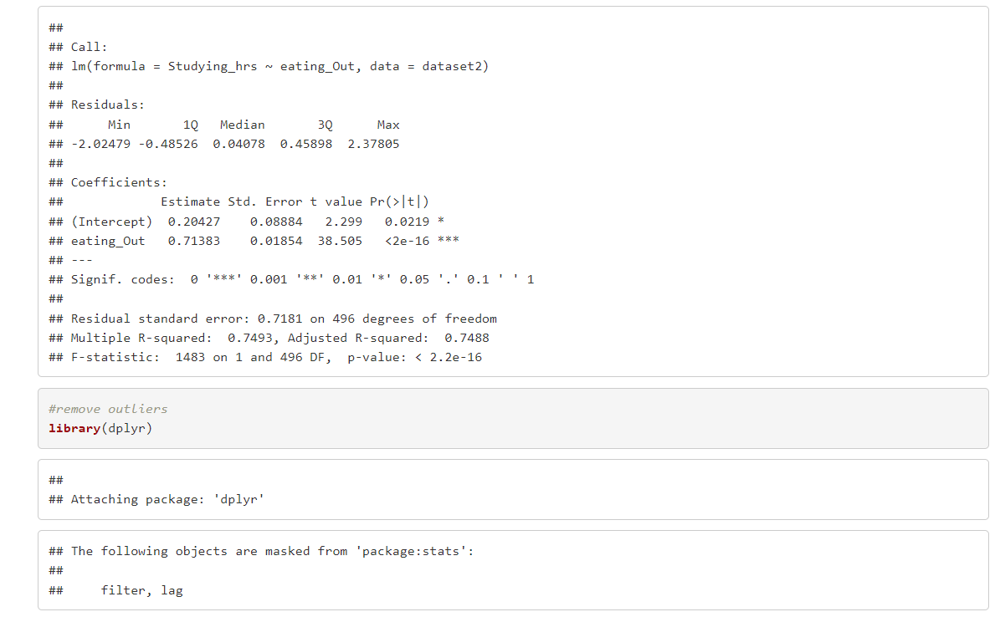 ##
## Call:
## lm(formula = Studying_hrs ~ eating_Out, data = dataset2)
##
## Residuals:
##      Min       1Q   Median       3Q      Max
## -2.02479 -0.48526  0.04078  0.45898  2.37805
##
## Coefficients:
##             Estimate Std. Error t value Pr(>|t|)
## (Intercept)  0.20427    0.08884   2.299   0.0219 *
## eating_Out   0.71383    0.01854  38.505   <2e-16 ***
## ---
## Signif. codes:  0 '***' 0.001 '**' 0.01 '*' 0.05 '.' 0.1 ' ' 1
##
## Residual standard error: 0.7181 on 496 degrees of freedom
## Multiple R-squared:  0.7493, Adjusted R-squared:  0.7488
## F-statistic:  1483 on 1 and 496 DF,  p-value: < 2.2e-16
#remove outliers
library(dplyr)
##
## Attaching package: 'dplyr'
## The following objects are masked from 'package:stats':
##
##     filter, lag